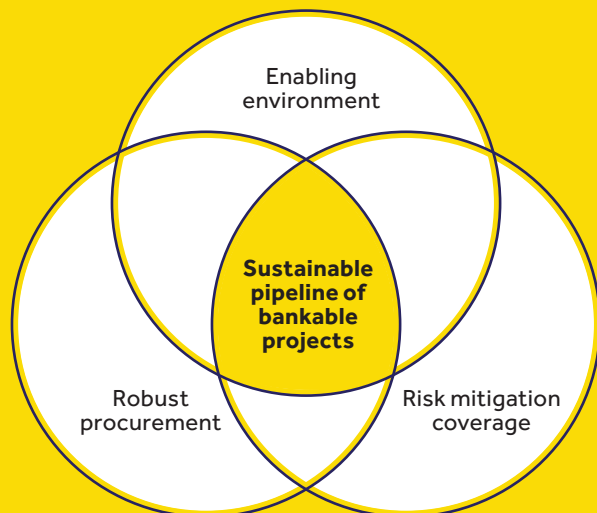 Enabling
environment
Sustainable
pipeline of
bankable
projects
Robust
procurement
Risk mitigation
coverage